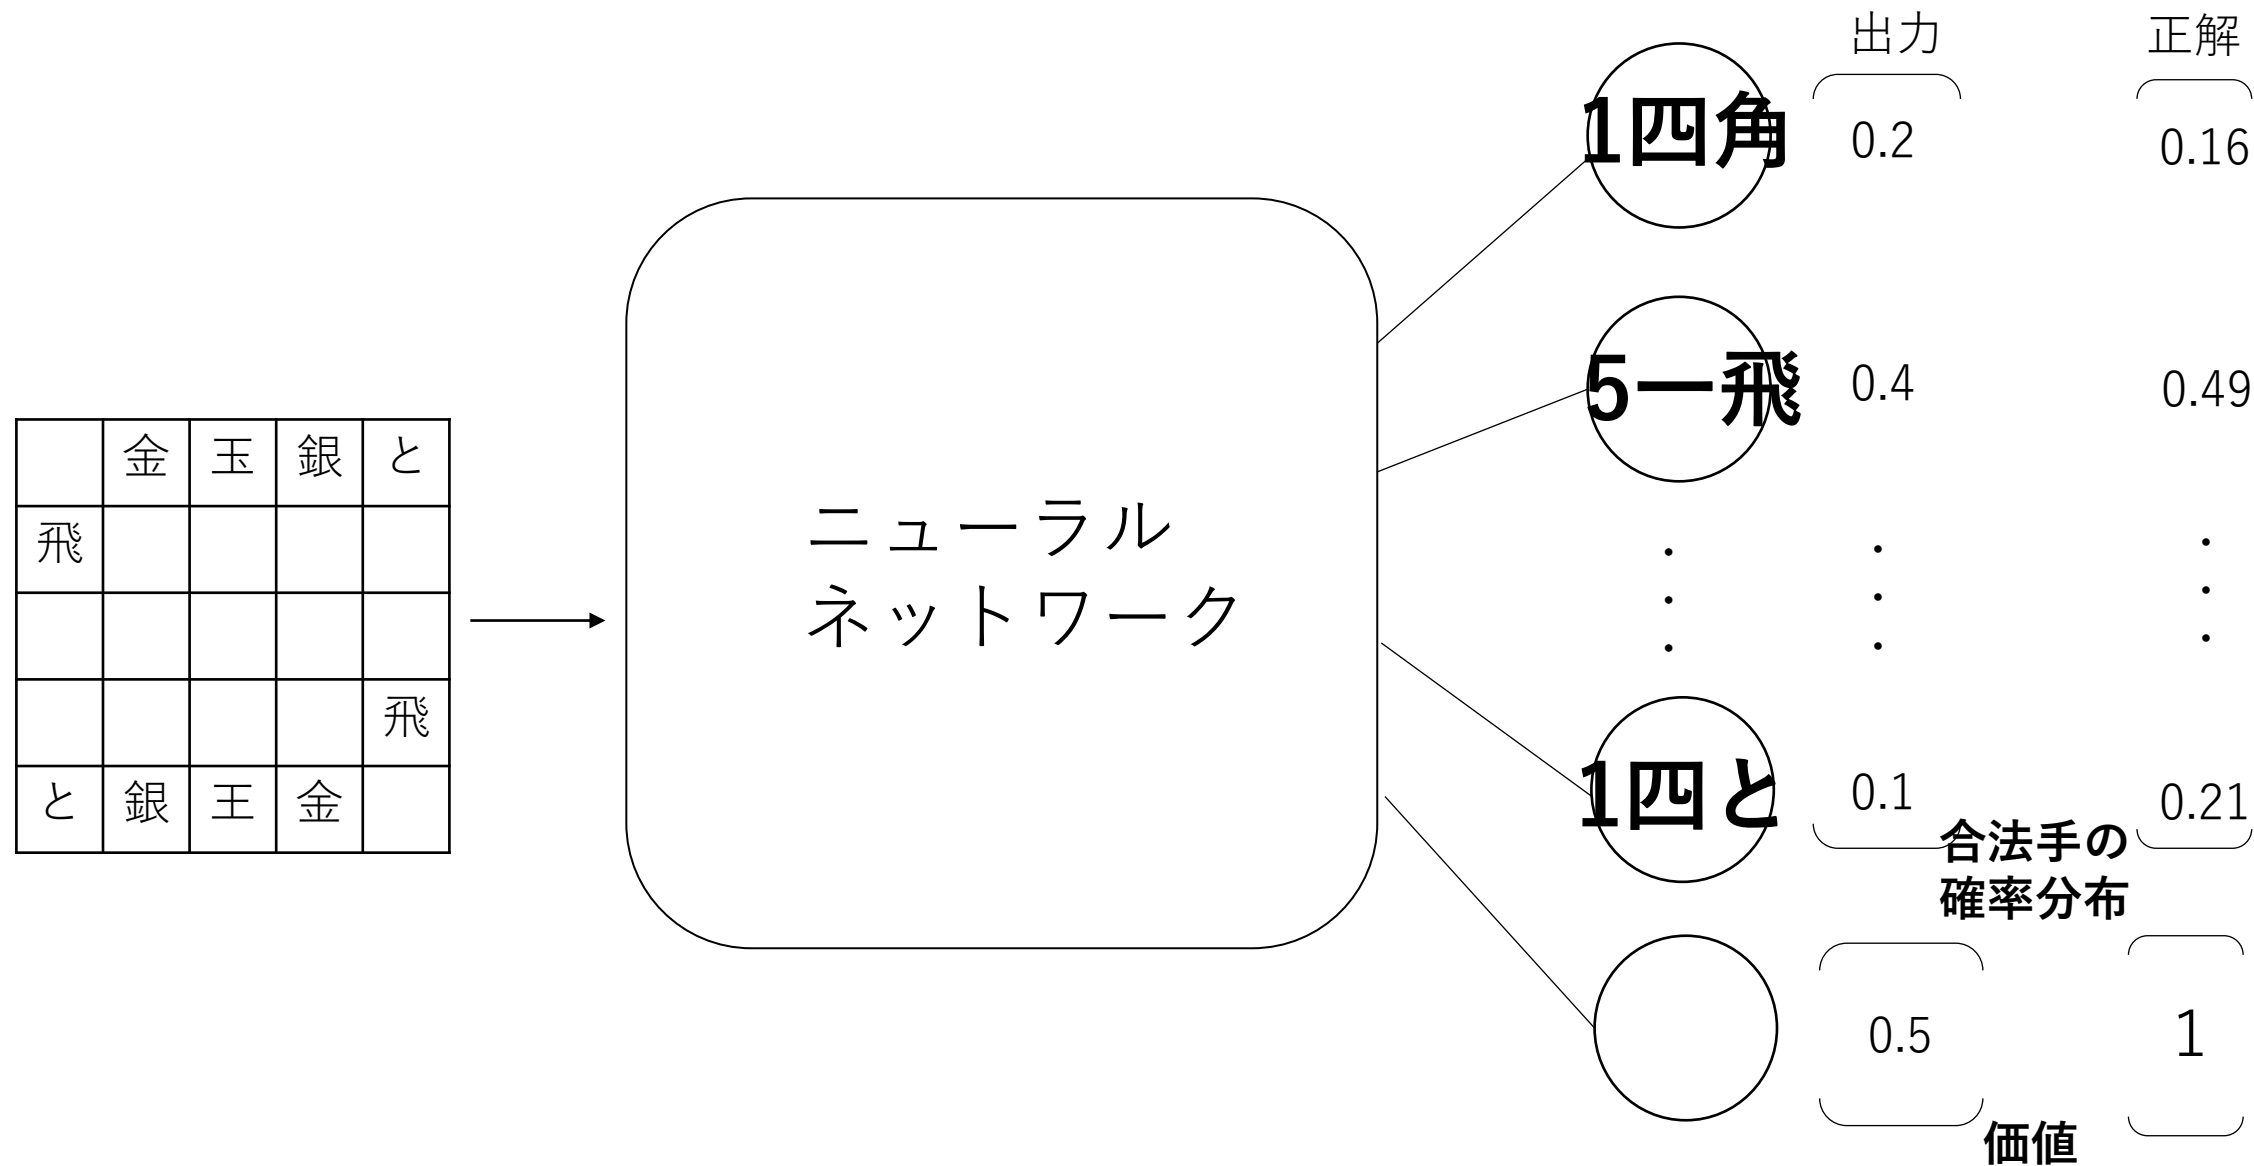 出力
正解
1四角
0.2
0.16
5一飛
0.4
0.49
金 玉 銀 と
飛
飛
と 銀 王 金
ニューラル
ネットワーク
・
・
・
・
・
・
・
・
・
1四と
0.1
0.21
合法手の
確率分布
0.5
1
価値